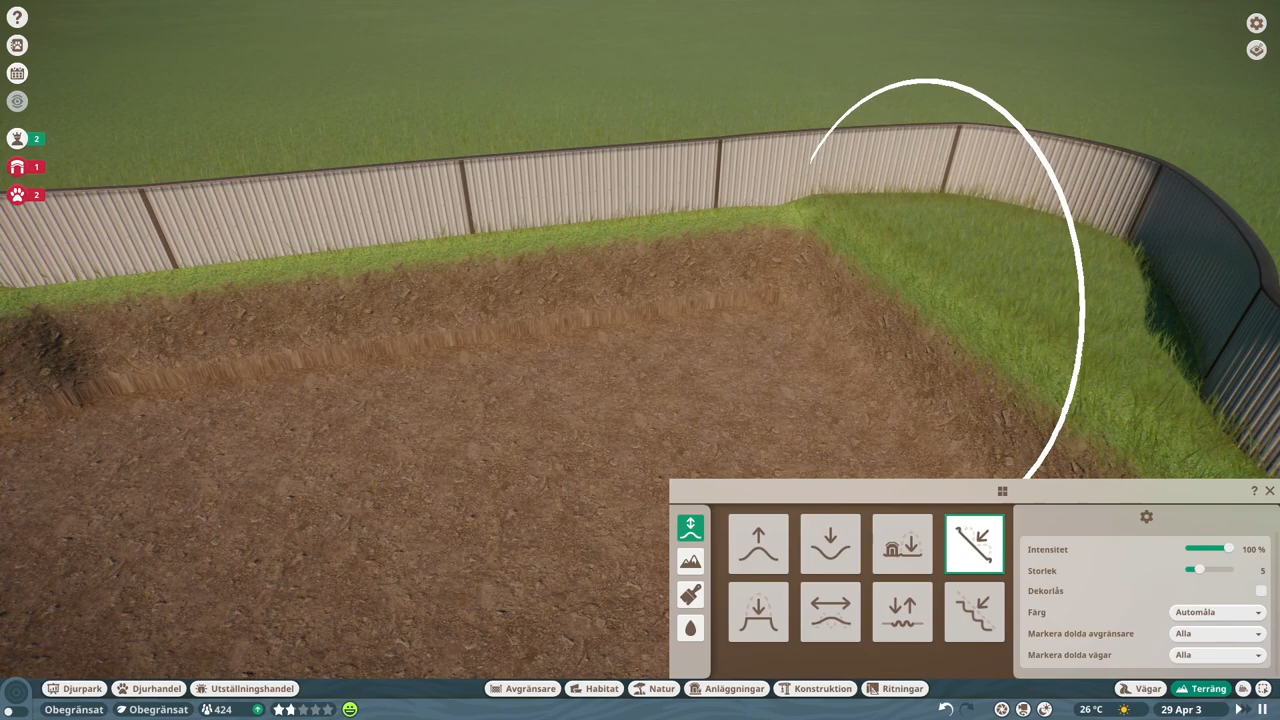 ?
2
1
2
? ×
Intensitet 100 %
Storlek 5
Dekorlås
Färg Automåla
Markera dolda avgränsare Alla
Markera dolda vägar Alla
Djurpark Djurhandel Utställningshandel Avgränsare Habitat Natur Anläggningar Konstruktion Ritningar Vägar Terräng
Obegränsat Obegränsat 424 26 °C 29 Apr 3